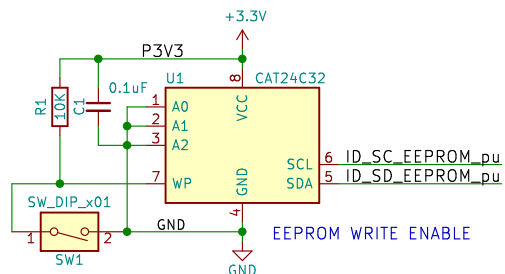 +3.3V
P3V3
U1
CAT24C32
0.1uF
C1
R1
10K
8
VCC
1
A0
2
A1
3
A2
7
WP
SCL
6
ID_SC_EEPROM_pu
SDA
5
ID_SD_EEPROM_pu
GND
4
SW_DIP_x01
1
2
SW1
GND
EEPROM WRITE ENABLE
GND